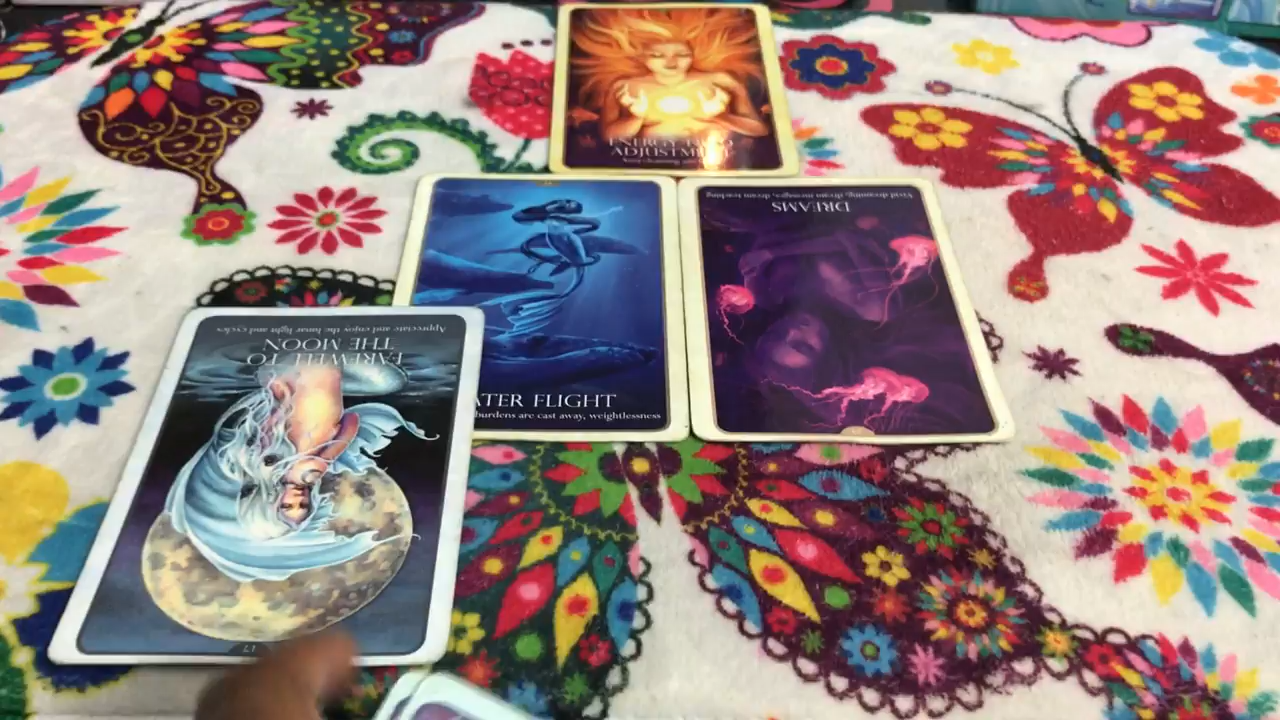 ENERGY
ADJUSTMENT
DREAMS
Vivid dreaming, dream messages, dream teaching
ATER FLIGHT
burdens are cast away, weightlessness
FAREWELL TO
THE MOON
Appreciate and enjoy the lunar light and cycles
17